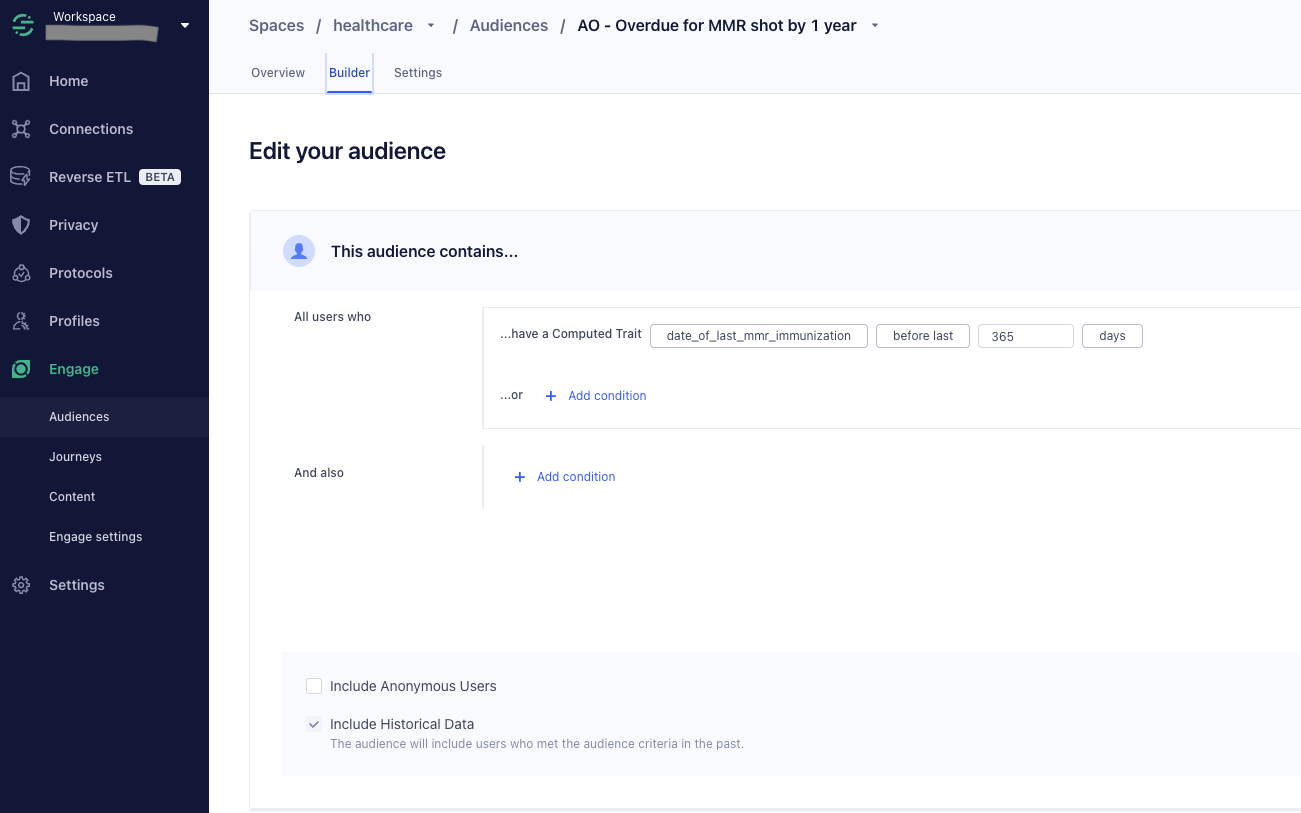 Workspace
Home
Connections
Reverse ETL BETA
Privacy
Protocols
Profiles
Engage
Audiences
Journeys
Content
Engage settings
Settings
Spaces / healthcare / Audiences / AO - Overdue for MMR shot by 1 year
Overview Builder Settings
Edit your audience
This audience contains...
All users who
...have a Computed Trait date_of_last_mmr_immunization before last 365 days
...or + Add condition
And also
+ Add condition
Include Anonymous Users
Include Historical Data
The audience will include users who met the audience criteria in the past.